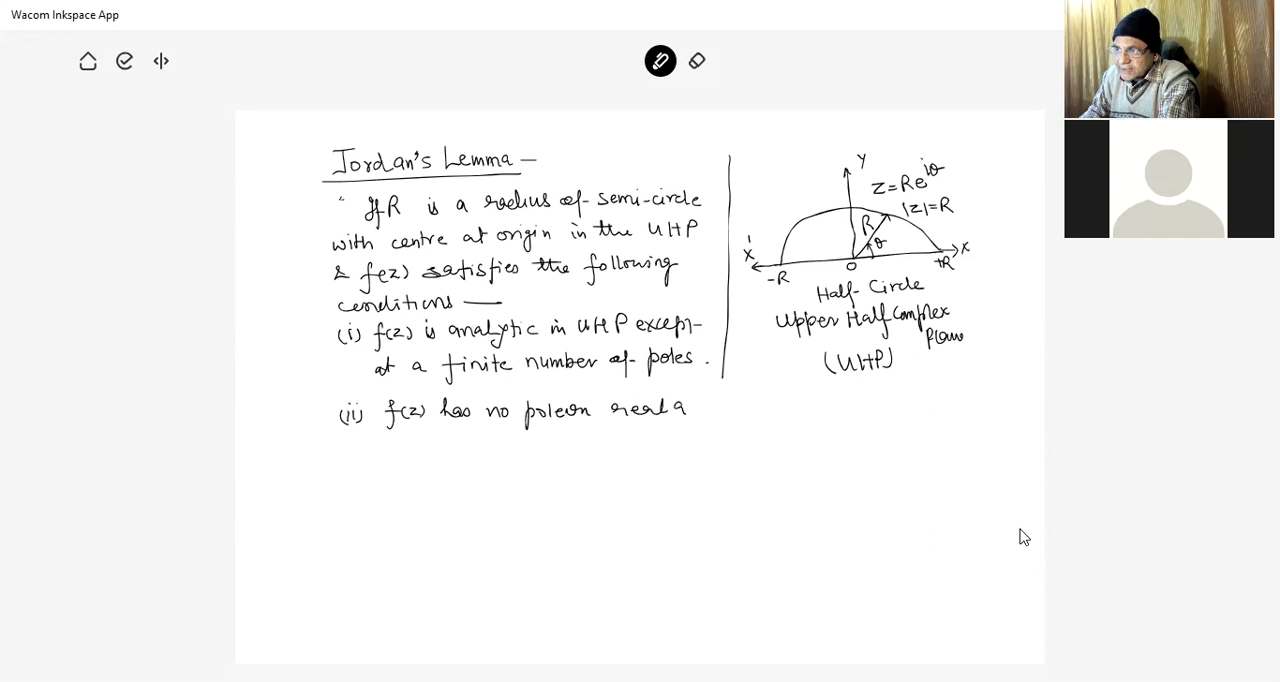 Wacom Inkspace App
Jordan's Lemma —
"If R is a radius of semi-circle
with centre at origin in the UHP
& f(z) satisfies the following
conditions —
(i) f(z) is analytic in UHP except
at a finite number of poles.
(ii) f(z) has no pole on real a
Y
Z=Re^iθ
|Z|=R
R
θ
X'
X
-R
O
+R
Half-Circle
Upper Half Complex
Plane
(UHP)